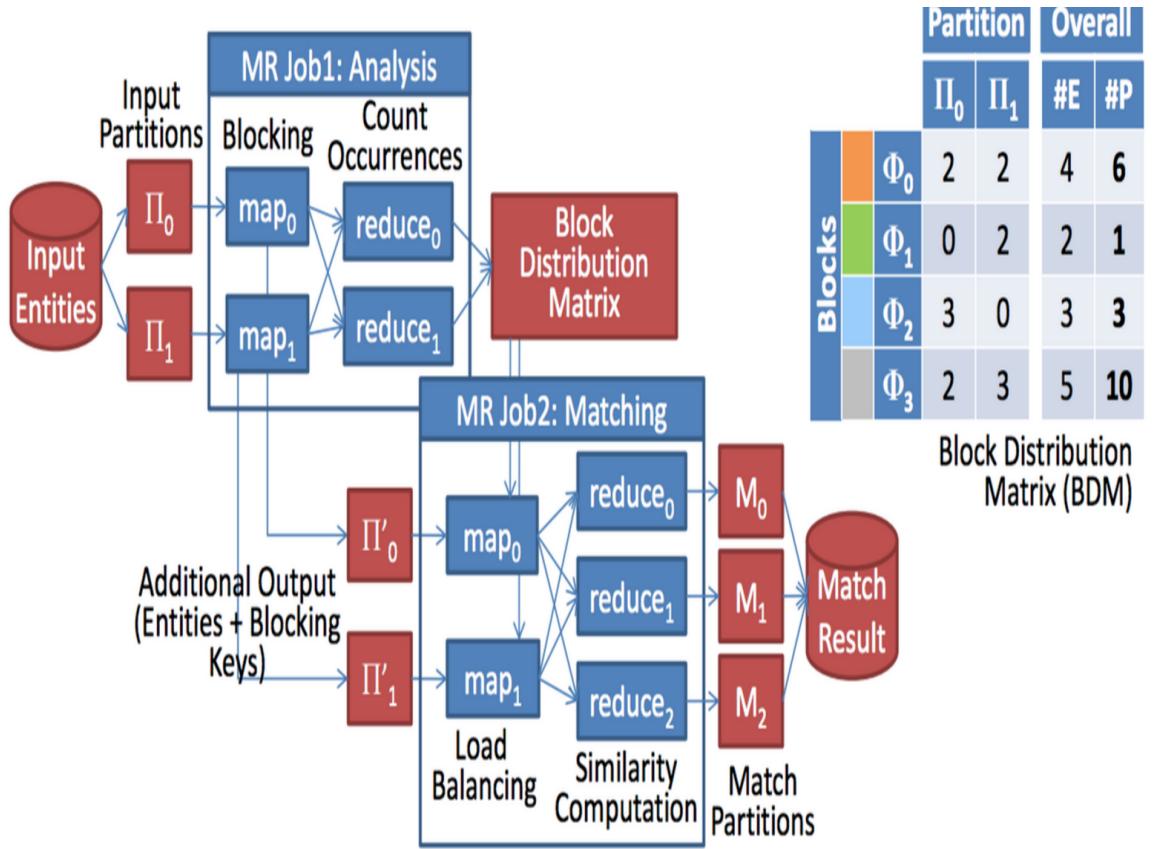 MR Job1: Analysis
Input
Partitions
Blocking
Count
Occurrences
Input
Entities
Π0
Π1
map0
map1
reduce0
reduce1
Block
Distribution
Matrix
MR Job2: Matching
Additional Output
(Entities + Blocking
Keys)
Π'0
Π'1
map0
map1
reduce0
reduce1
reduce2
Load
Balancing
Similarity
Computation
M0
M1
M2
Match
Partitions
Match
Result
Partition Overall
Π0 Π1 #E #P
Blocks
Φ0 2 2 4 6
Φ1 0 2 2 1
Φ2 3 0 3 3
Φ3 2 3 5 10
Block Distribution
Matrix (BDM)